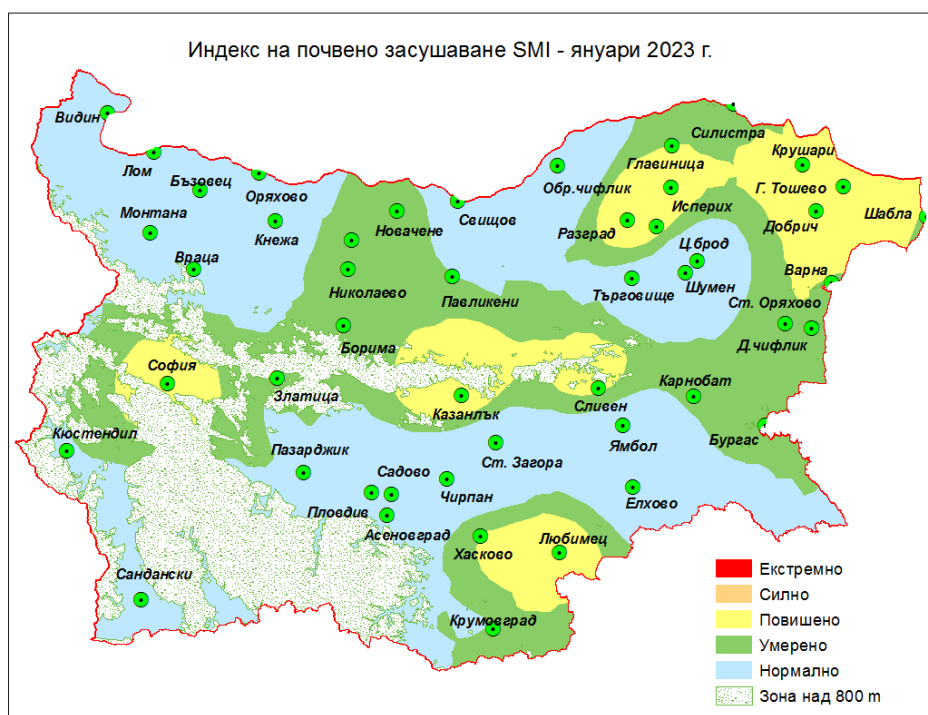 Индекс на почвено засушаване SMI - януари 2023 г.
Видин
Силистра
Лом
Бъзовец
Оряхово
Обр.чифлик
Главиница
Крушари
Г. Тошево
Монтана
Кнежа
Новачене
Свищов
Разград
Исперих
Добрич
Шабла
Враца
Ц.брод
Николаево
Павликени
Търговище
Шумен
Варна
Ст. Оряхово
Борима
Д.чифлик
София
Златица
Казанлък
Сливен
Карнобат
Кюстендил
Пазарджик
Ст. Загора
Ямбол
Бургас
Садово
Чирпан
Елхово
Пловдив
Асеновград
Хасково
Любимец
Сандански
Крумовград
Екстремно
Силно
Повишено
Умерено
Нормално
Зона над 800 m